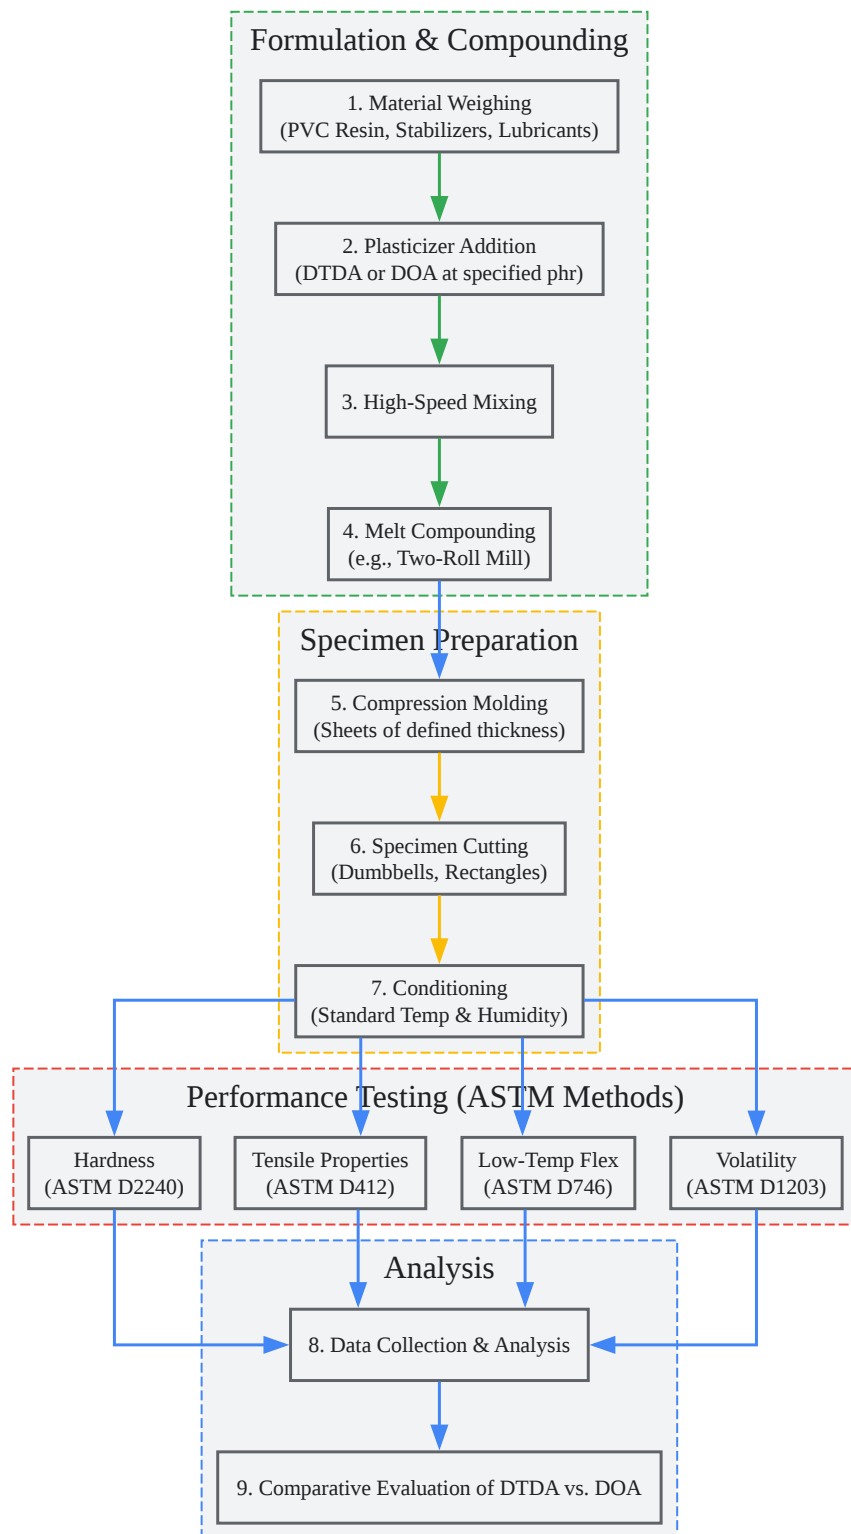 Formulation & Compounding
1. Material Weighing
(PVC Resin, Stabilizers, Lubricants)
2. Plasticizer Addition
(DTDA or DOA at specified phr)
3. High-Speed Mixing
4. Melt Compounding
(e.g., Two-Roll Mill)
Specimen Preparation
5. Compression Molding
(Sheets of defined thickness)
6. Specimen Cutting
(Dumbbells, Rectangles)
7. Conditioning
(Standard Temp & Humidity)
Performance Testing (ASTM Methods)
Hardness
(ASTM D2240)
Tensile Properties
(ASTM D412)
Low-Temp Flex
(ASTM D746)
Volatility
(ASTM D1203)
Analysis
8. Data Collection & Analysis
9. Comparative Evaluation of DTDA vs. DOA